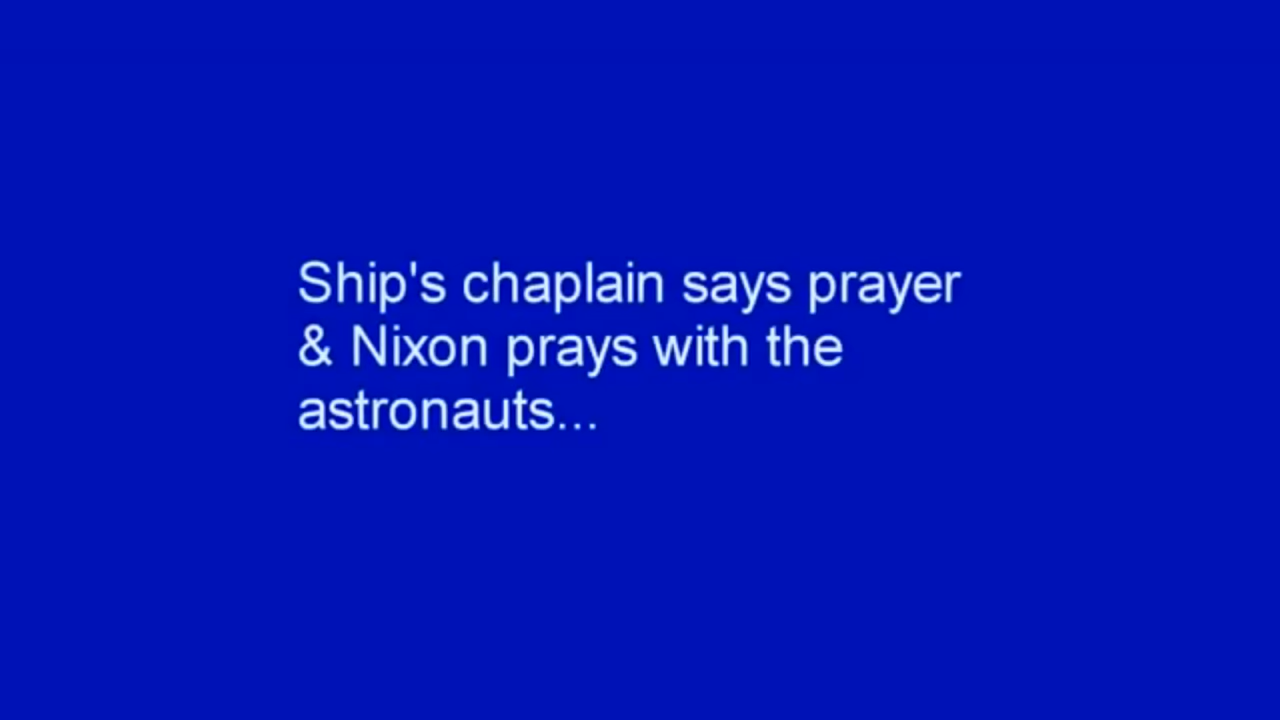 Ship's chaplain says prayer
& Nixon prays with the
astronauts...